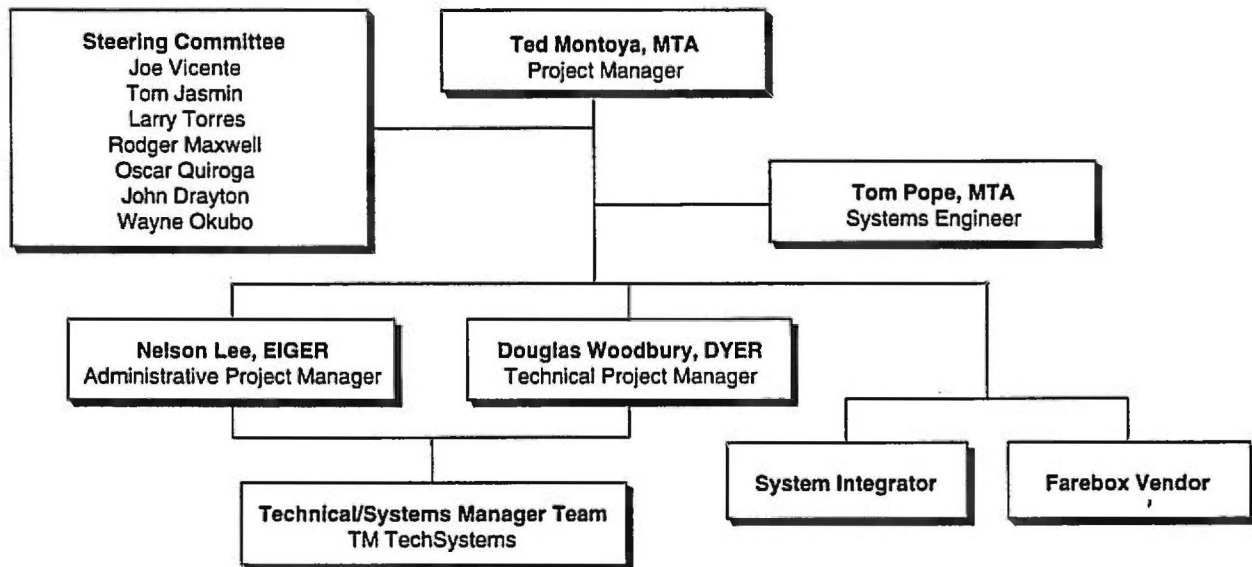 Steering Committee
Joe Vicente
Tom Jasmin
Larry Torres
Rodger Maxwell
Oscar Quiroga
John Drayton
Wayne Okubo
Ted Montoya, MTA
Project Manager
Tom Pope, MTA
Systems Engineer
Nelson Lee, EIGER
Administrative Project Manager
Douglas Woodbury, DYER
Technical Project Manager
System Integrator
Farebox Vendor
Technical/Systems Manager Team
TM TechSystems